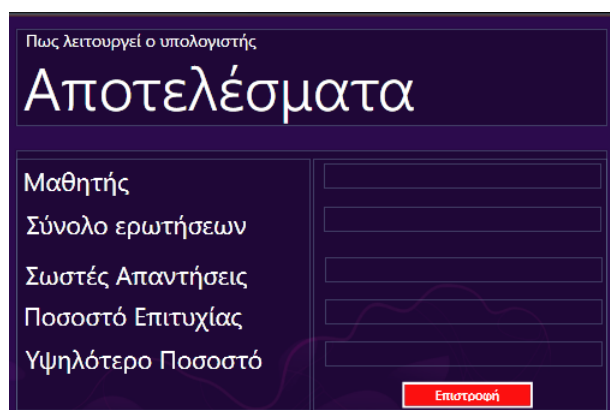 Πως λειτουργεί ο υπολογιστής
Αποτελέσματα
Μαθητής
Σύνολο ερωτήσεων
Σωστές Απαντήσεις
Ποσοστό Επιτυχίας
Υψηλότερο Ποσοστό
Επιστροφή